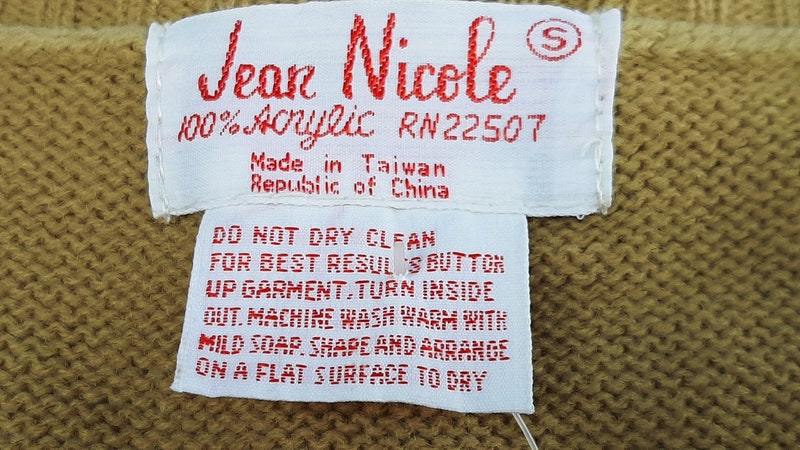 Jean Nicole S
100% Acrylic RN22507
Made in Taiwan
Republic of China
DO NOT DRY CLEAN
FOR BEST RESULTS BUTTON
UP GARMENT, TURN INSIDE
OUT. MACHINE WASH WARM WITH
MILD SOAP. SHAPE AND ARRANGE
ON A FLAT SURFACE TO DRY